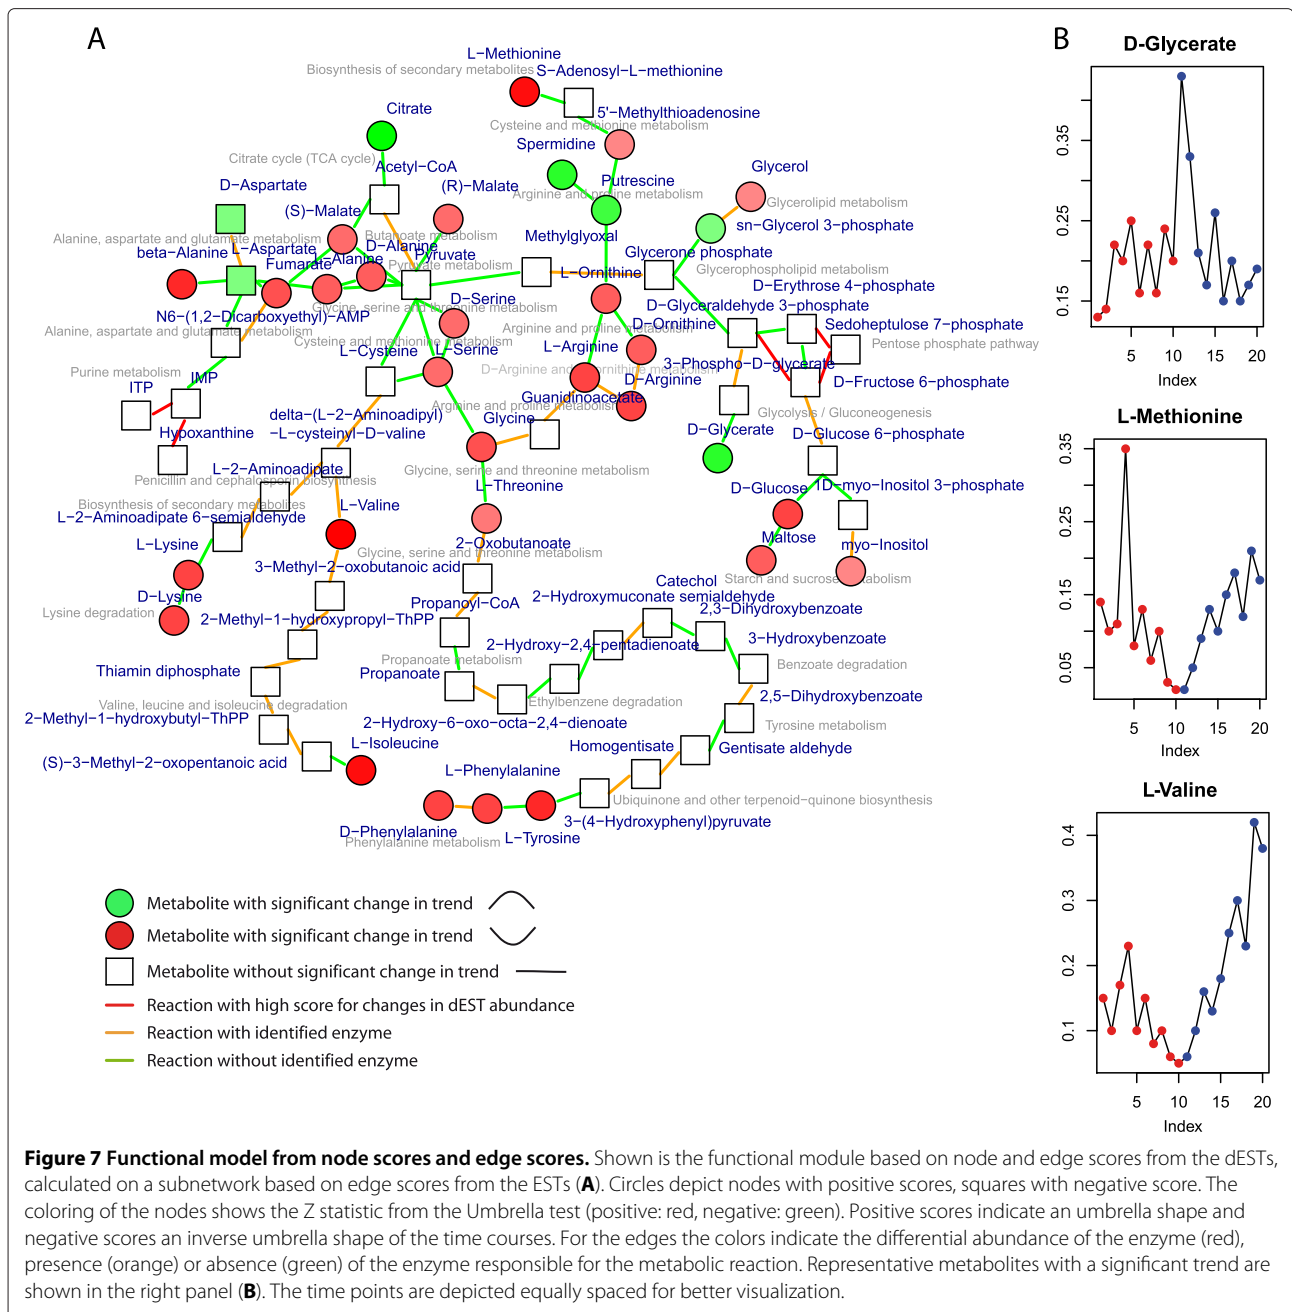 A
L−Methionine
Biosynthesis of secondary metabolites
S−Adenosyl−L−methionine
Citrate
5'−Methylthioadenosine
Cysteine and methionine metabolism
Spermidine
Citrate cycle (TCA cycle)
Acetyl−CoA
Glycerol
D−Aspartate
(R)−Malate
Putrescine
Arginine and proline metabolism
Glycerolipid metabolism
(S)−Malate
sn−Glycerol 3−phosphate
Alanine, aspartate and glutamate metabolism
Butanoate metabolism
Methylglyoxal
beta−Alanine
L−Aspartate
D−Alanine
Pyruvate
Glycerone phosphate
Fumarate
L−Alanine
Pyruvate metabolism
L−Ornithine
Glycerophospholipid metabolism
D−Erythrose 4−phosphate
D−Serine
Glycine, serine and threonine metabolism
D−Glyceraldehyde 3−phosphate
N6−(1,2−Dicarboxyethyl)−AMP
Arginine and proline metabolism
D−Ornithine
Sedoheptulose 7−phosphate
Alanine, aspartate and glutamate metabolism
Cysteine and methionine metabolism
Pentose phosphate pathway
L−Cysteine
L−Serine
L−Arginine
3−Phospho−D−glycerate
Purine metabolism
D−Arginine and D−ornithine metabolism
ITP
IMP
D−Arginine
D−Fructose 6−phosphate
Guanidinoacetate
Arginine and proline metabolism
delta−(L−2−Aminoadipyl)
−L−cysteinyl−D−valine
Glycine
Glycolysis / Gluconeogenesis
Hypoxanthine
D−Glycerate
D−Glucose 6−phosphate
L−2−Aminoadipate
Glycine, serine and threonine metabolism
Penicillin and cephalosporin biosynthesis
L−Threonine
D−Glucose
1D−myo−Inositol 3−phosphate
Biosynthesis of secondary metabolites
L−Valine
L−2−Aminoadipate 6−semialdehyde
Maltose
myo−Inositol
L−Lysine
2−Oxobutanoate
Glycine, serine and threonine metabolism
3−Methyl−2−oxobutanoic acid
Starch and sucrose metabolism
Catechol
D−Lysine
Propanoyl−CoA
2−Hydroxymuconate semialdehyde
Lysine degradation
2−Methyl−1−hydroxypropyl−ThPP
2,3−Dihydroxybenzoate
2−Hydroxy−2,4−pentadienoate
3−Hydroxybenzoate
Propanoate metabolism
Benzoate degradation
Thiamin diphosphate
Propanoate
Valine, leucine and isoleucine degradation
Ethylbenzene degradation
2,5−Dihydroxybenzoate
2−Methyl−1−hydroxybutyl−ThPP
2−Hydroxy−6−oxo−octa−2,4−dienoate
Tyrosine metabolism
L−Isoleucine
Homogentisate
Gentisate aldehyde
(S)−3−Methyl−2−oxopentanoic acid
L−Phenylalanine
Ubiquinone and other terpenoid−quinone biosynthesis
D−Phenylalanine
3−(4−Hydroxyphenyl)pyruvate
Phenylalanine metabolism
L−Tyrosine
Metabolite with significant change in trend
Metabolite with significant change in trend
Metabolite without significant change in trend
Reaction with high score for changes in dEST abundance
Reaction with identified enzyme
Reaction without identified enzyme
B
D−Glycerate
0.35
0.25
0.15
5 10 15 20
Index
L−Methionine
0.35
0.25
0.15
0.05
5 10 15 20
Index
L−Valine
0.4
0.3
0.2
0.1
5 10 15 20
Index
Figure 7 Functional model from node scores and edge scores. Shown is the functional module based on node and edge scores from the dESTs,
calculated on a subnetwork based on edge scores from the ESTs (A). Circles depict nodes with positive scores, squares with negative score. The
coloring of the nodes shows the Z statistic from the Umbrella test (positive: red, negative: green). Positive scores indicate an umbrella shape and
negative scores an inverse umbrella shape of the time courses. For the edges the colors indicate the differential abundance of the enzyme (red),
presence (orange) or absence (green) of the enzyme responsible for the metabolic reaction. Representative metabolites with a significant trend are
shown in the right panel (B). The time points are depicted equally spaced for better visualization.